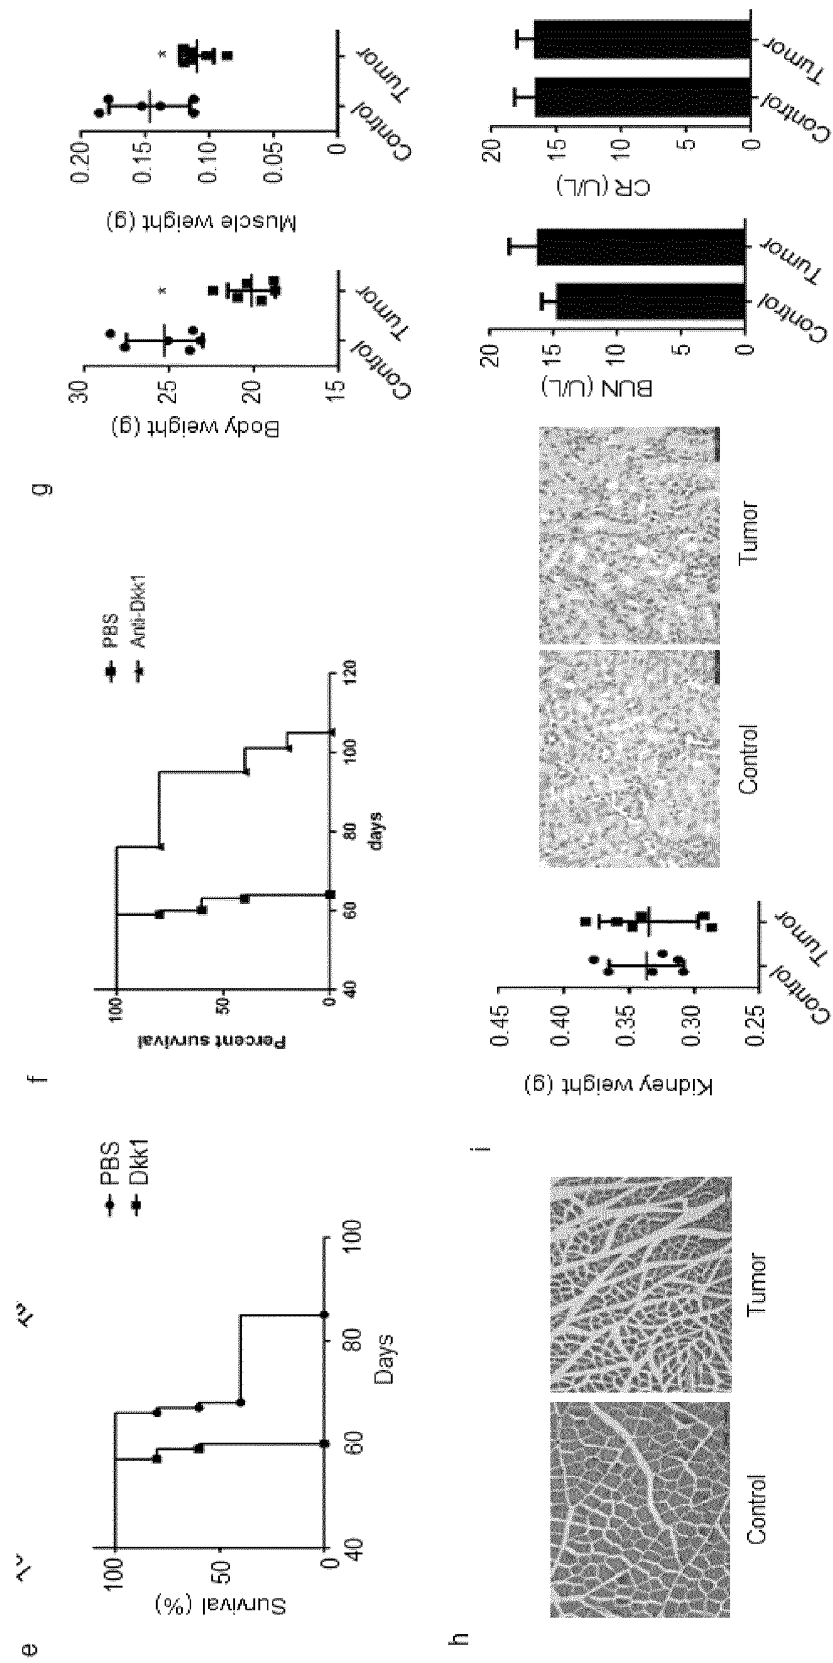 e
Survival (%)
100
50
0
40
60
80
100
Days
PBS
Dkk1
f
Percent survival
100
50
0
40
60
80
100
120
days
PBS
Anti-Dkk1
g
Body weight (g)
30
25
20
15
*
Control
Tumor
Muscle weight (g)
0.20
0.15
0.10
0.05
0
*
Control
Tumor
h
Control
Tumor
i
Kidney weight (g)
0.45
0.40
0.35
0.30
0.25
Control
Tumor
Control
Tumor
BUN (U/L)
20
15
10
5
0
Control
Tumor
CR (U/L)
20
15
10
5
0
Control
Tumor